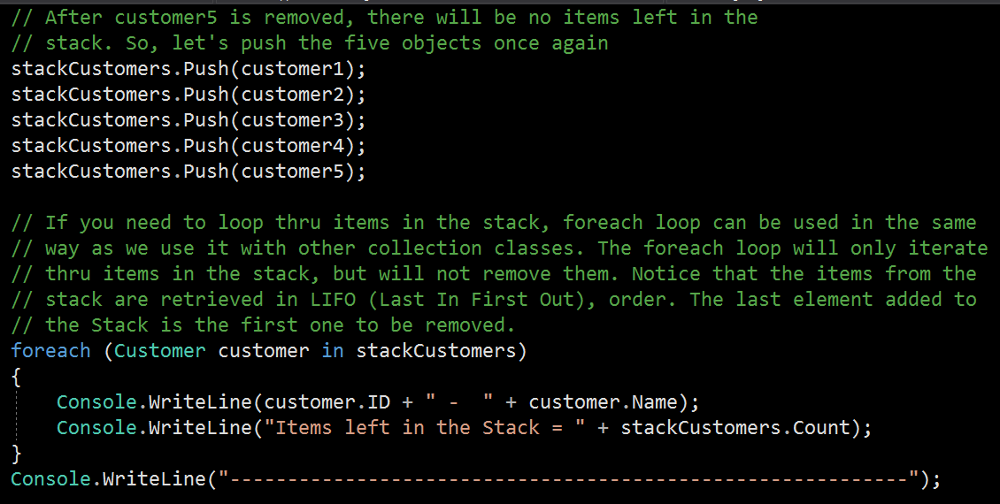 // After customer5 is removed, there will be no items left in the
// stack. So, let's push the five objects once again
stackCustomers.Push(customer1);
stackCustomers.Push(customer2);
stackCustomers.Push(customer3);
stackCustomers.Push(customer4);
stackCustomers.Push(customer5);

// If you need to loop thru items in the stack, foreach loop can be used in the same
// way as we use it with other collection classes. The foreach loop will only iterate
// thru items in the stack, but will not remove them. Notice that the items from the
// stack are retrieved in LIFO (Last In First Out), order. The last element added to
// the Stack is the first one to be removed.
foreach (Customer customer in stackCustomers)
{
    Console.WriteLine(customer.ID + " -  " + customer.Name);
    Console.WriteLine("Items left in the Stack = " + stackCustomers.Count);
}
Console.WriteLine("-----------------------------------------------------------");